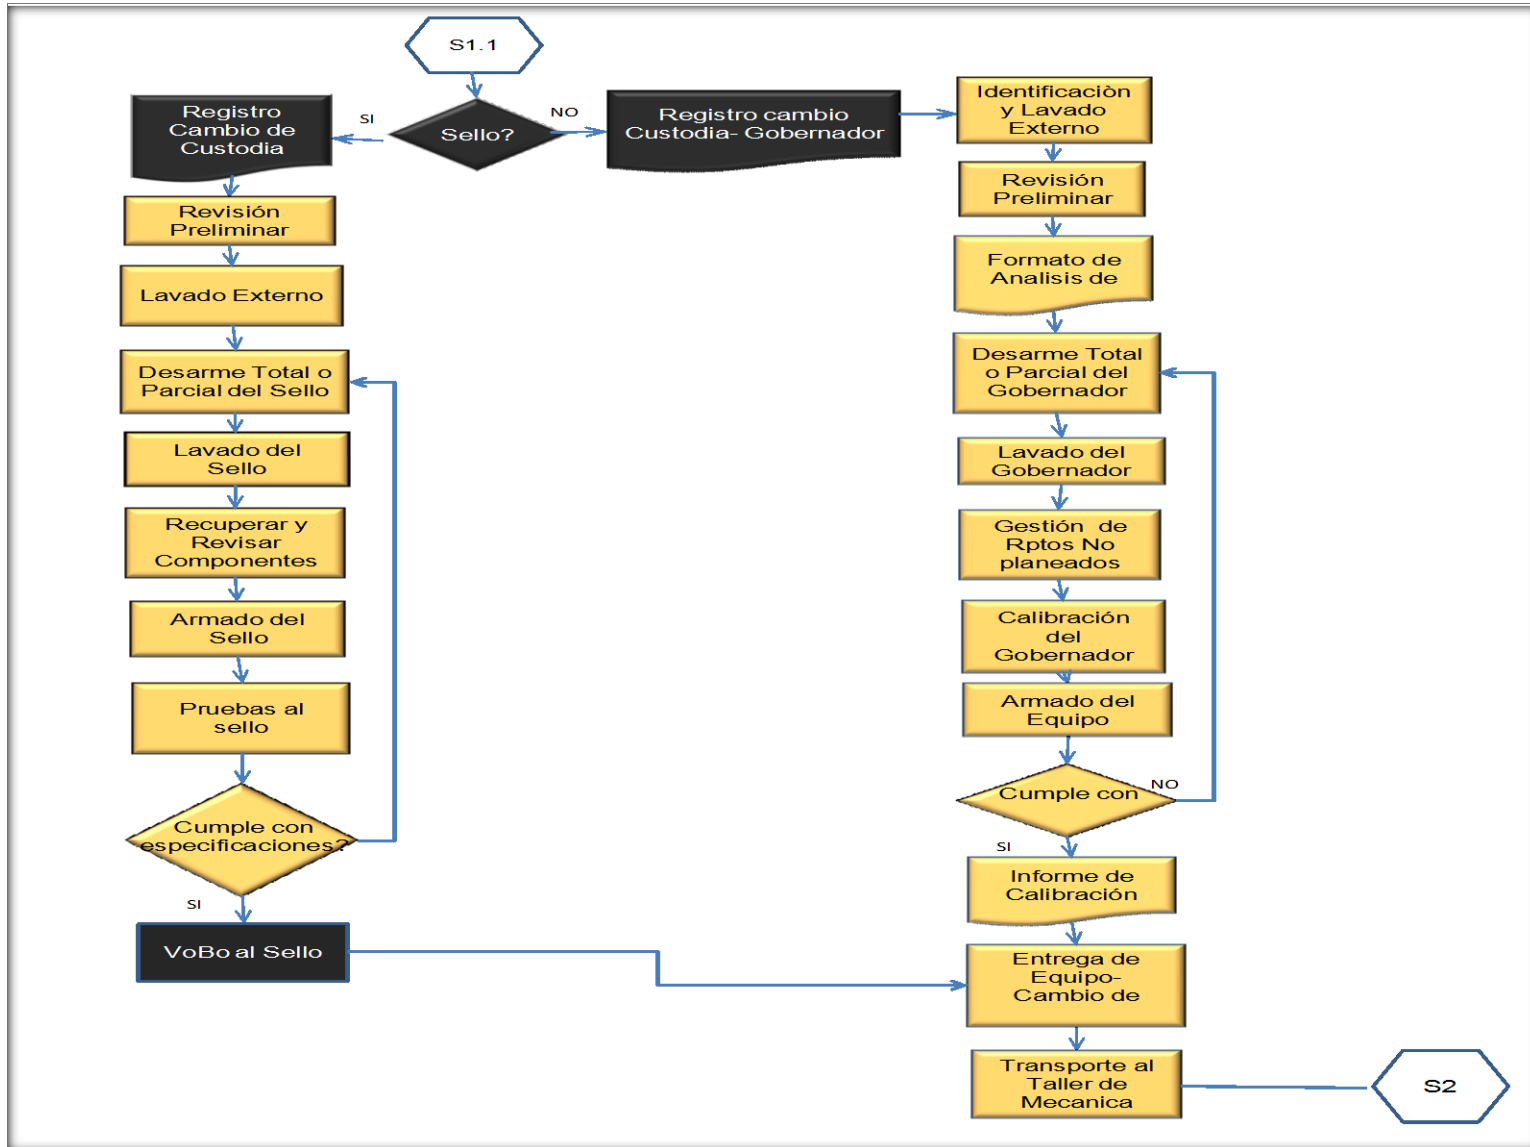 S1.1
Sello?
SI
NO
Registro
Cambio de
Custodia
Revisión
Preliminar
Lavado Externo
Desarme Total o
Parcial del Sello
Lavado del
Sello
Recuperar y
Revisar
Componentes
Armado del
Sello
Pruebas al
sello
Cumple con
especificaciones?
SI
VoBo al Sello
Registro cambio
Custodia- Gobernador
Identificaciòn
y Lavado
Externo
Revisión
Preliminar
Formato de
Analisis de
Desarme Total
o Parcial del
Gobernador
Lavado del
Gobernador
Gestión de
Rptos No
planeados
Calibración
del
Gobernador
Armado del
Equipo
Cumple con
NO
SI
Informe de
Calibración
Entrega de
Equipo-
Cambio de
Transporte al
Taller de
Mecanica
S2